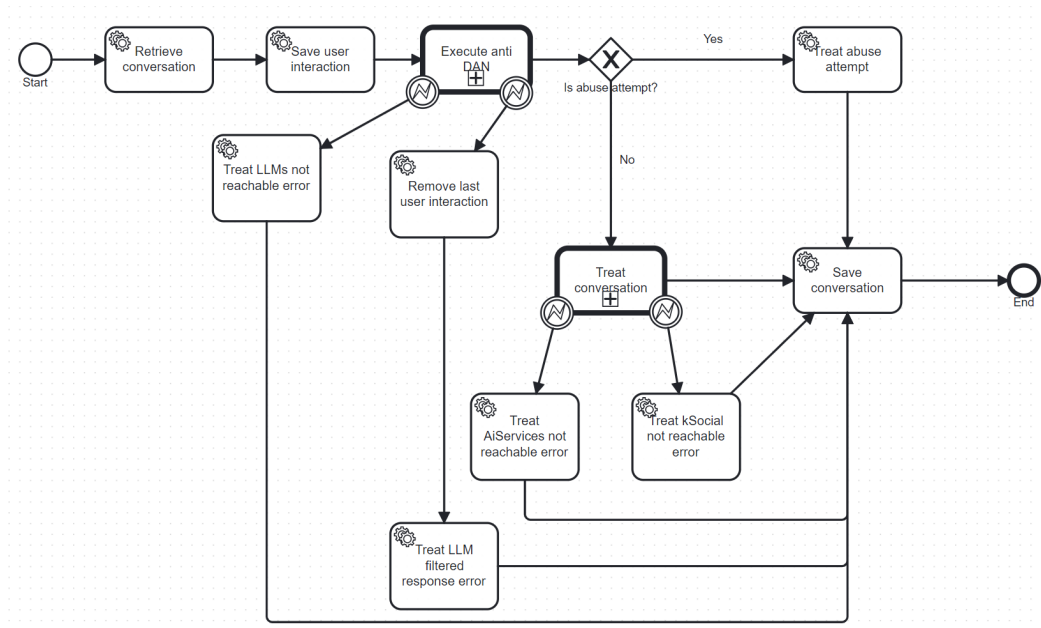 Start
Retrieve
conversation
Save user
interaction
Execute anti
DAN
Is abuse attempt?
Yes
Treat abuse
attempt
No
Treat LLMs not
reachable error
Remove last
user interaction
Treat
conversation
Save
conversation
End
Treat
AiServices not
reachable error
Treat kSocial
not reachable
error
Treat LLM
filtered
response error